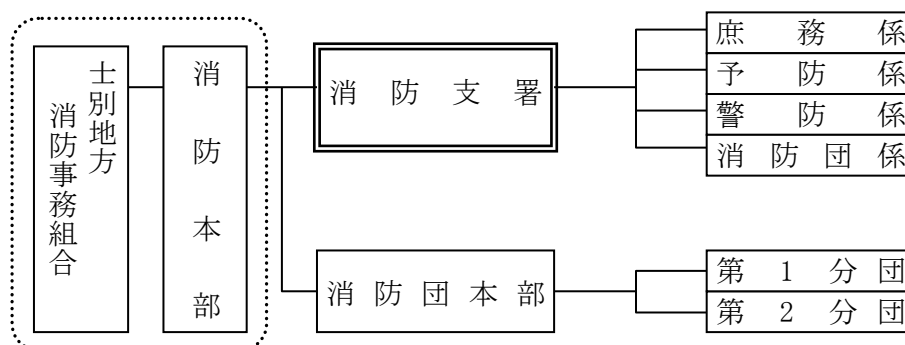 士別地方
消防事務組合
消防本部
消防支署
庶務係
予防係
警防係
消防団係
消防団本部
第1分団
第2分団